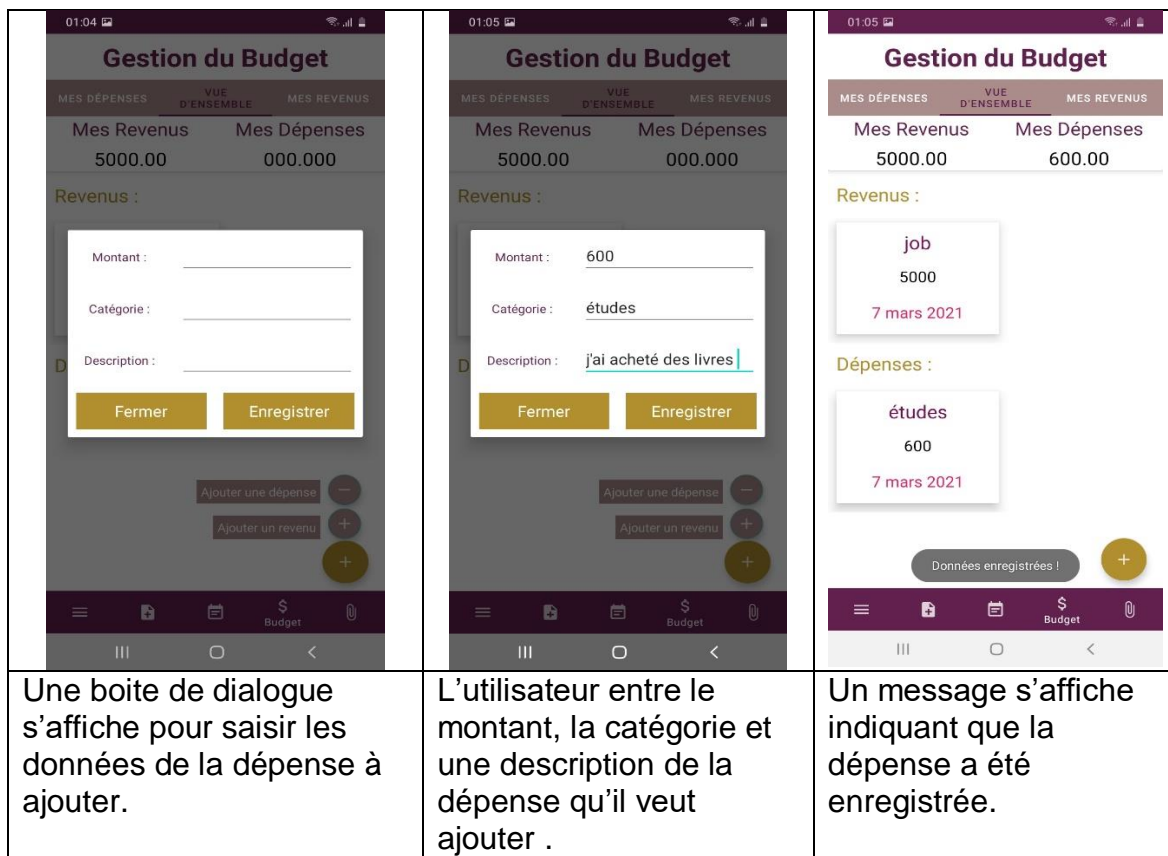 01:04
Gestion du Budget
MES DÉPENSES
VUE
D'ENSEMBLE
MES REVENUS
Mes Revenus
Mes Dépenses
5000.00
000.000
Revenus :
Montant :
Catégorie :
D
Description :
Fermer
Enregistrer
Ajouter une dépense
Ajouter un revenu
Budget
Une boite de dialogue
s’affiche pour saisir les
données de la dépense à
ajouter.
01:05
Gestion du Budget
MES DÉPENSES
VUE
D'ENSEMBLE
MES REVENUS
Mes Revenus
Mes Dépenses
5000.00
000.000
Revenus :
Montant :
600
Catégorie :
études
D
Description :
j'ai acheté des livres
Fermer
Enregistrer
Ajouter une dépense
Ajouter un revenu
Budget
L’utilisateur entre le
montant, la catégorie et
une description de la
dépense qu’il veut
ajouter .
01:05
Gestion du Budget
MES DÉPENSES
VUE
D'ENSEMBLE
MES REVENUS
Mes Revenus
Mes Dépenses
5000.00
600.00
Revenus :
job
5000
7 mars 2021
Dépenses :
études
600
7 mars 2021
Données enregistrées !
Budget
Un message s’affiche
indiquant que la
dépense a été
enregistrée.